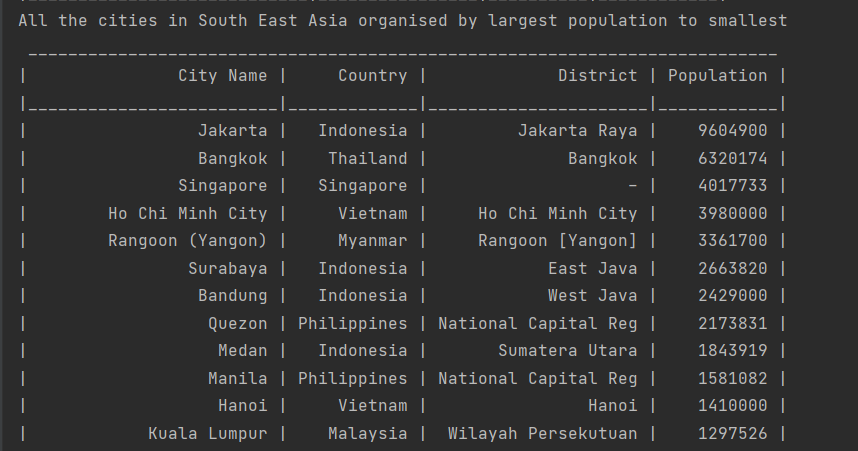 All the cities in South East Asia organised by largest population to smallest
| City Name | Country | District | Population |
| Jakarta | Indonesia | Jakarta Raya | 9604900 |
| Bangkok | Thailand | Bangkok | 6320174 |
| Singapore | Singapore | – | 4017733 |
| Ho Chi Minh City | Vietnam | Ho Chi Minh City | 3980000 |
| Rangoon (Yangon) | Myanmar | Rangoon [Yangon] | 3361700 |
| Surabaya | Indonesia | East Java | 2663820 |
| Bandung | Indonesia | West Java | 2429000 |
| Quezon | Philippines | National Capital Reg | 2173831 |
| Medan | Indonesia | Sumatera Utara | 1843919 |
| Manila | Philippines | National Capital Reg | 1581082 |
| Hanoi | Vietnam | Hanoi | 1410000 |
| Kuala Lumpur | Malaysia | Wilayah Persekutuan | 1297526 |